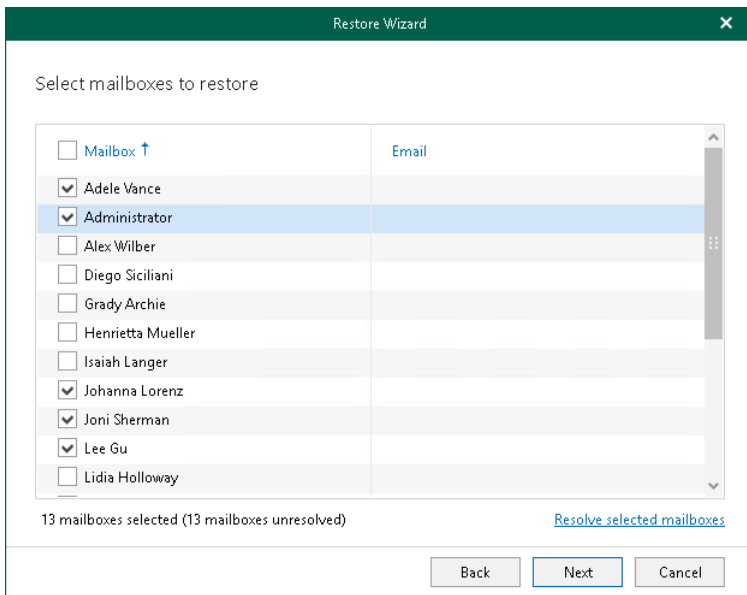 Restore Wizard
Select mailboxes to restore
Mailbox Email
Adele Vance
Administrator
Alex Wilber
Diego Siciliani
Grady Archie
Henrietta Mueller
Isaiah Langer
Johanna Lorenz
Joni Sherman
Lee Gu
Lidia Holloway
13 mailboxes selected (13 mailboxes unresolved) Resolve selected mailboxes
Back Next Cancel